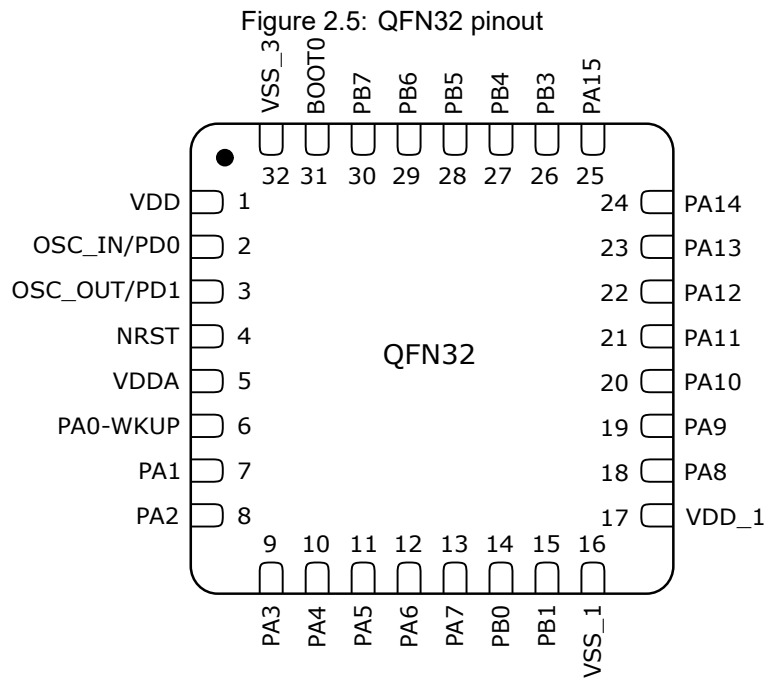 Figure 2.5: QFN32 pinout
VSS_3 BOOT0 PB7 PB6 PB5 PB4 PB3 PA15
32 31 30 29 28 27 26 25
VDD 1 24 PA14
OSC_IN/PD0 2 23 PA13
OSC_OUT/PD1 3 22 PA12
NRST 4 21 PA11
QFN32
VDDA 5 20 PA10
PA0-WKUP 6 19 PA9
PA1 7 18 PA8
PA2 8 17 VDD_1
9 10 11 12 13 14 15 16
PA3 PA4 PA5 PA6 PA7 PB0 PB1 VSS_1